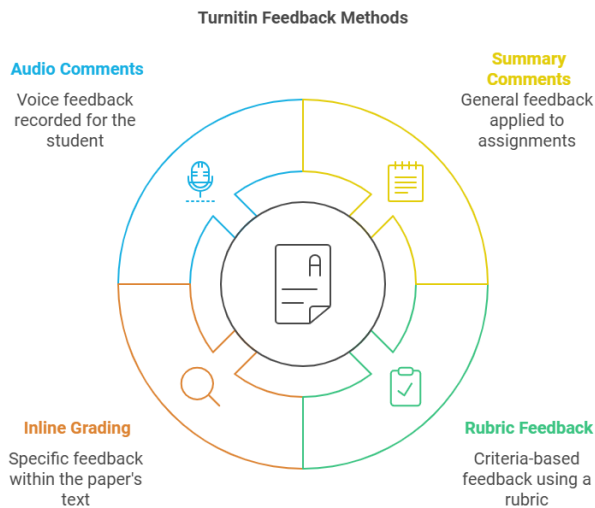 Turnitin Feedback Methods
Audio Comments
Voice feedback
recorded for the
student
Summary
Comments
General feedback
applied to
assignments
A
Inline Grading
Specific feedback
within the paper's
text
Rubric Feedback
Criteria-based
feedback using a
rubric